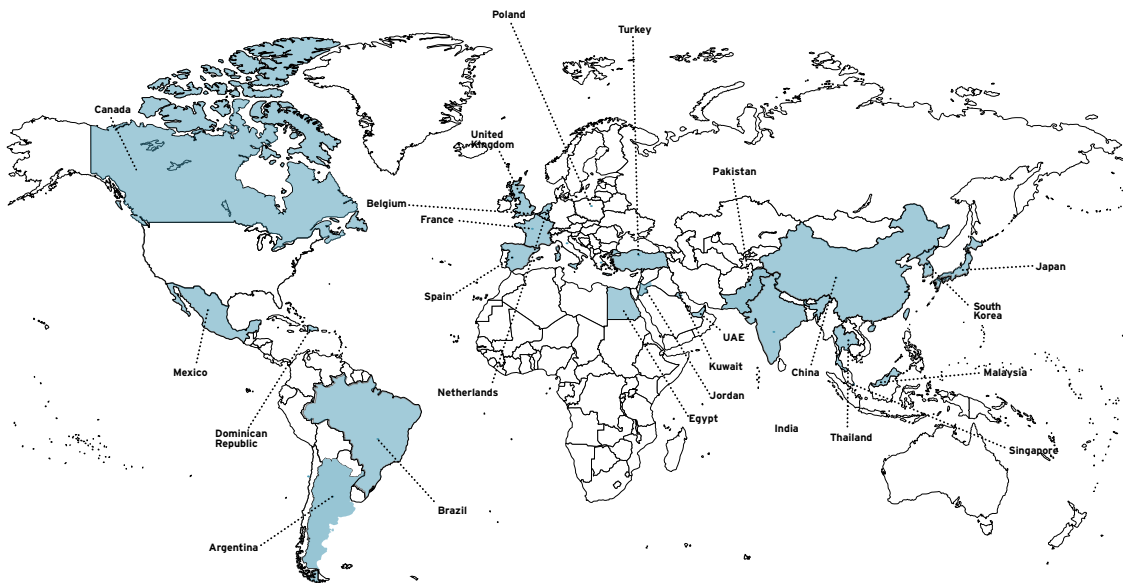 Poland
Turkey
Canada
United
Kingdom
Pakistan
Belgium
France
Japan
Spain
South
Korea
UAE
Kuwait
Mexico
China
Malaysia
Netherlands
Jordan
Egypt
India
Dominican
Republic
Thailand
Singapore
Brazil
Argentina